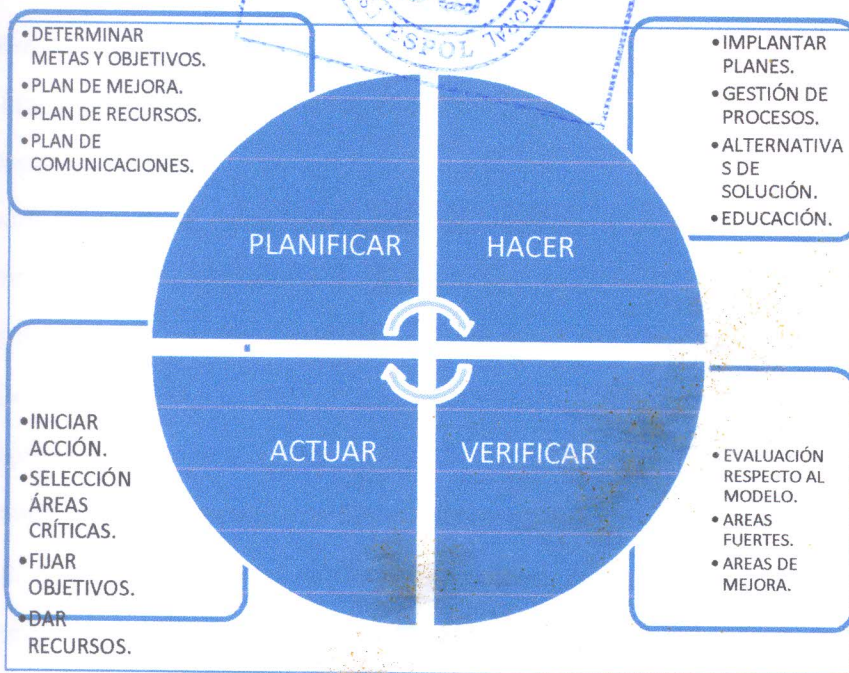 ESPOL
•DETERMINAR
METAS Y OBJETIVOS.
•PLAN DE MEJORA.
•PLAN DE RECURSOS.
•PLAN DE
COMUNICACIONES.
•IMPLANTAR
PLANES.
•GESTIÓN DE
PROCESOS.
•ALTERNATIVA
S DE
SOLUCIÓN.
•EDUCACIÓN.
PLANIFICAR
HACER
ACTUAR
VERIFICAR
•INICIAR
ACCIÓN.
•SELECCIÓN
ÁREAS
CRÍTICAS.
•FIJAR
OBJETIVOS.
•DAR
RECURSOS.
•EVALUACIÓN
RESPECTO AL
MODELO.
•AREAS
FUERTES.
•AREAS DE
MEJORA.